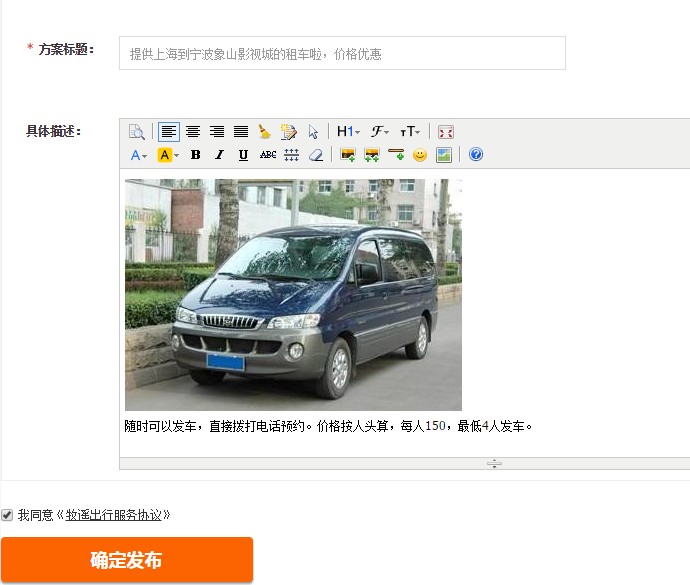 * 方案标题：
提供上海到宁波象山影视城的租车啦，价格优惠
具体描述：
H1 ℱ тT
A A B I U ABC
随时可以发车，直接拨打电话预约。价格按人头算，每人150，最低4人发车。
我同意《牧谣出行服务协议》
确定发布